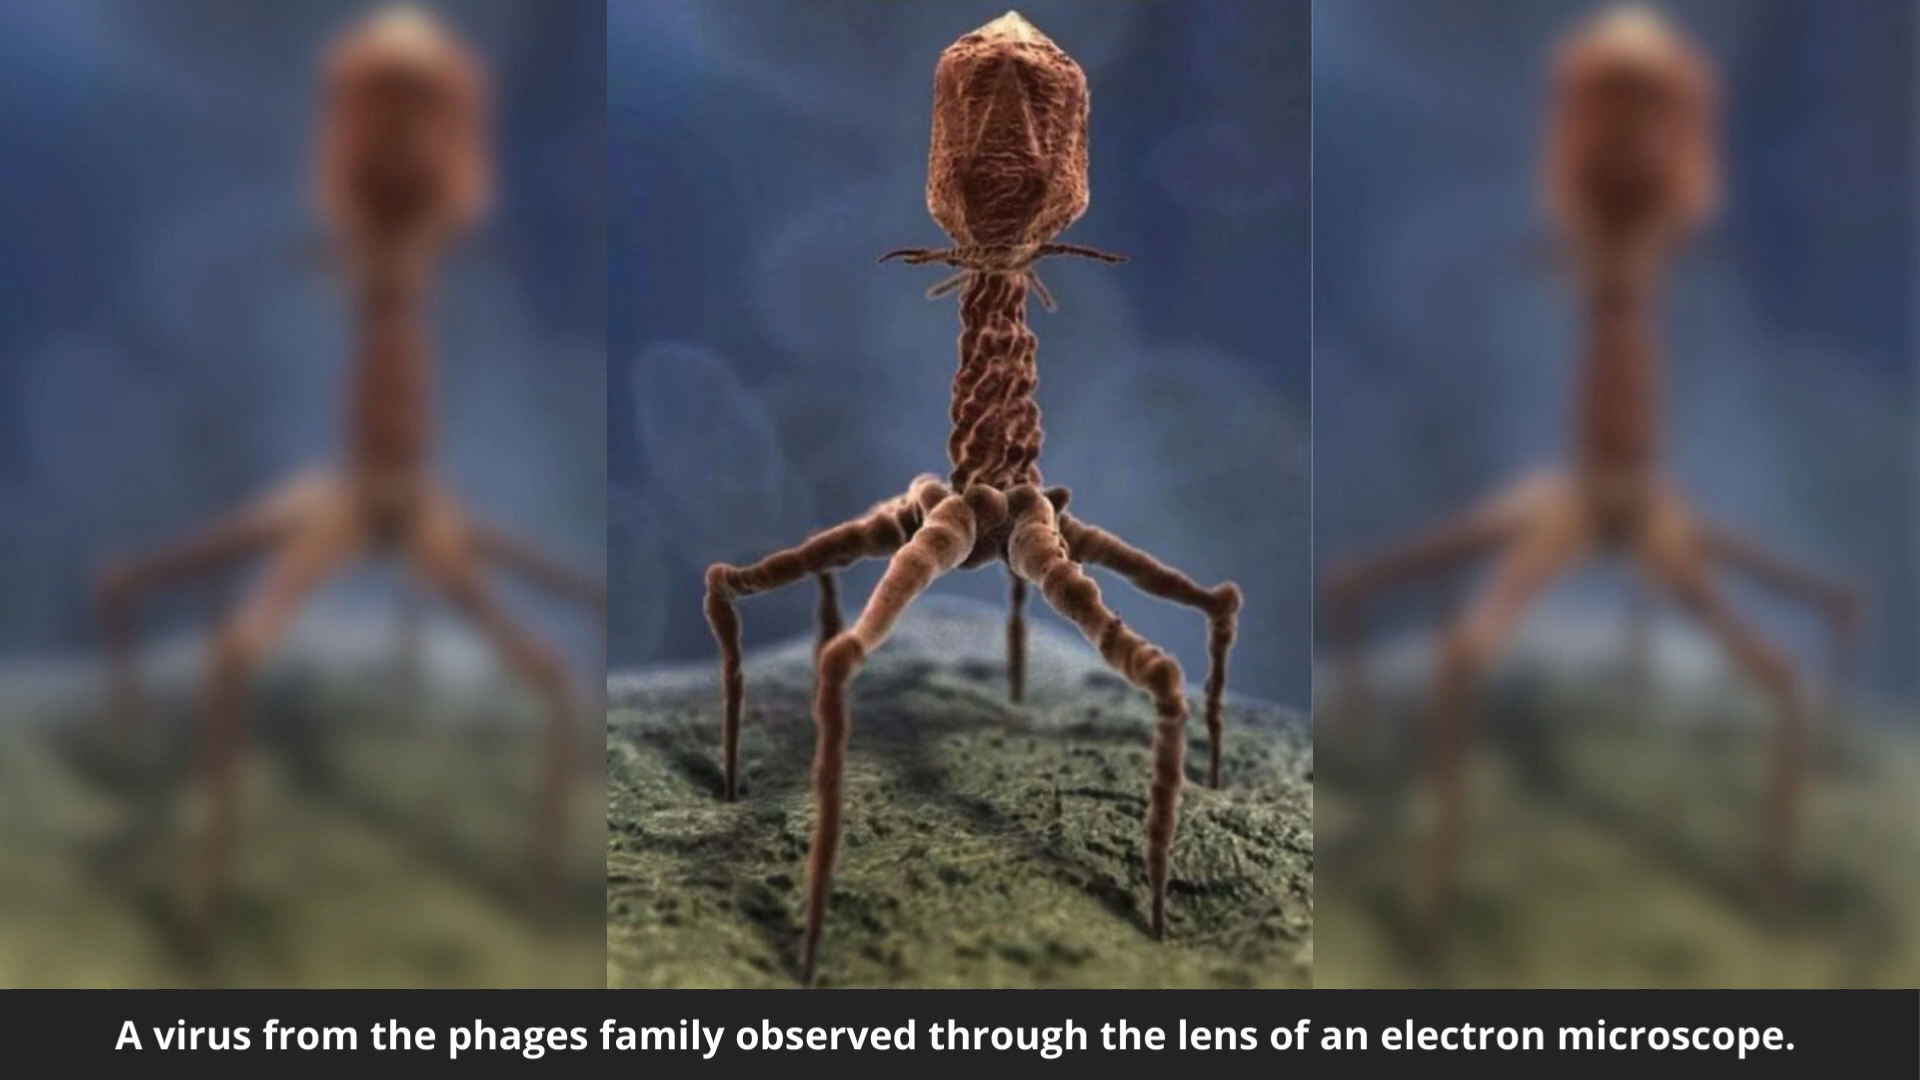 A virus from the phages family observed through the lens of an electron microscope.